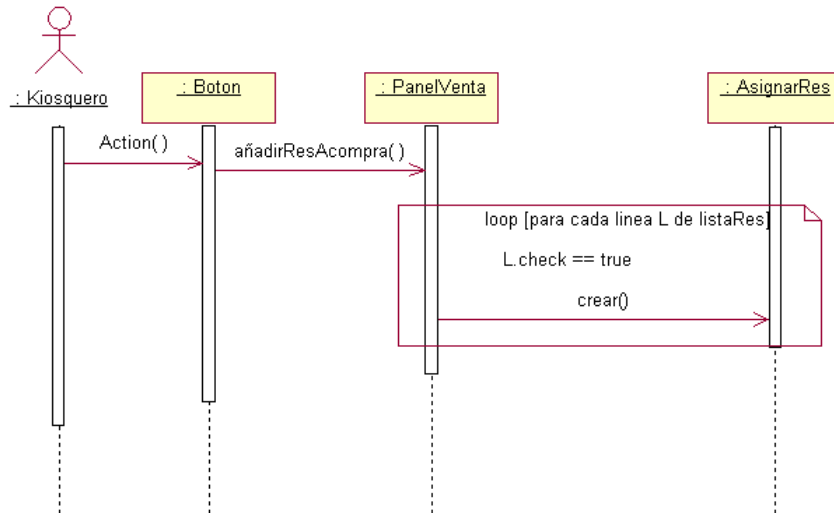 : Kiosquero
: Boton
: PanelVenta
: AsignarRes
Action( )
añadirResAcompra( )
loop [para cada linea L de listaRes]
L.check == true
crear()